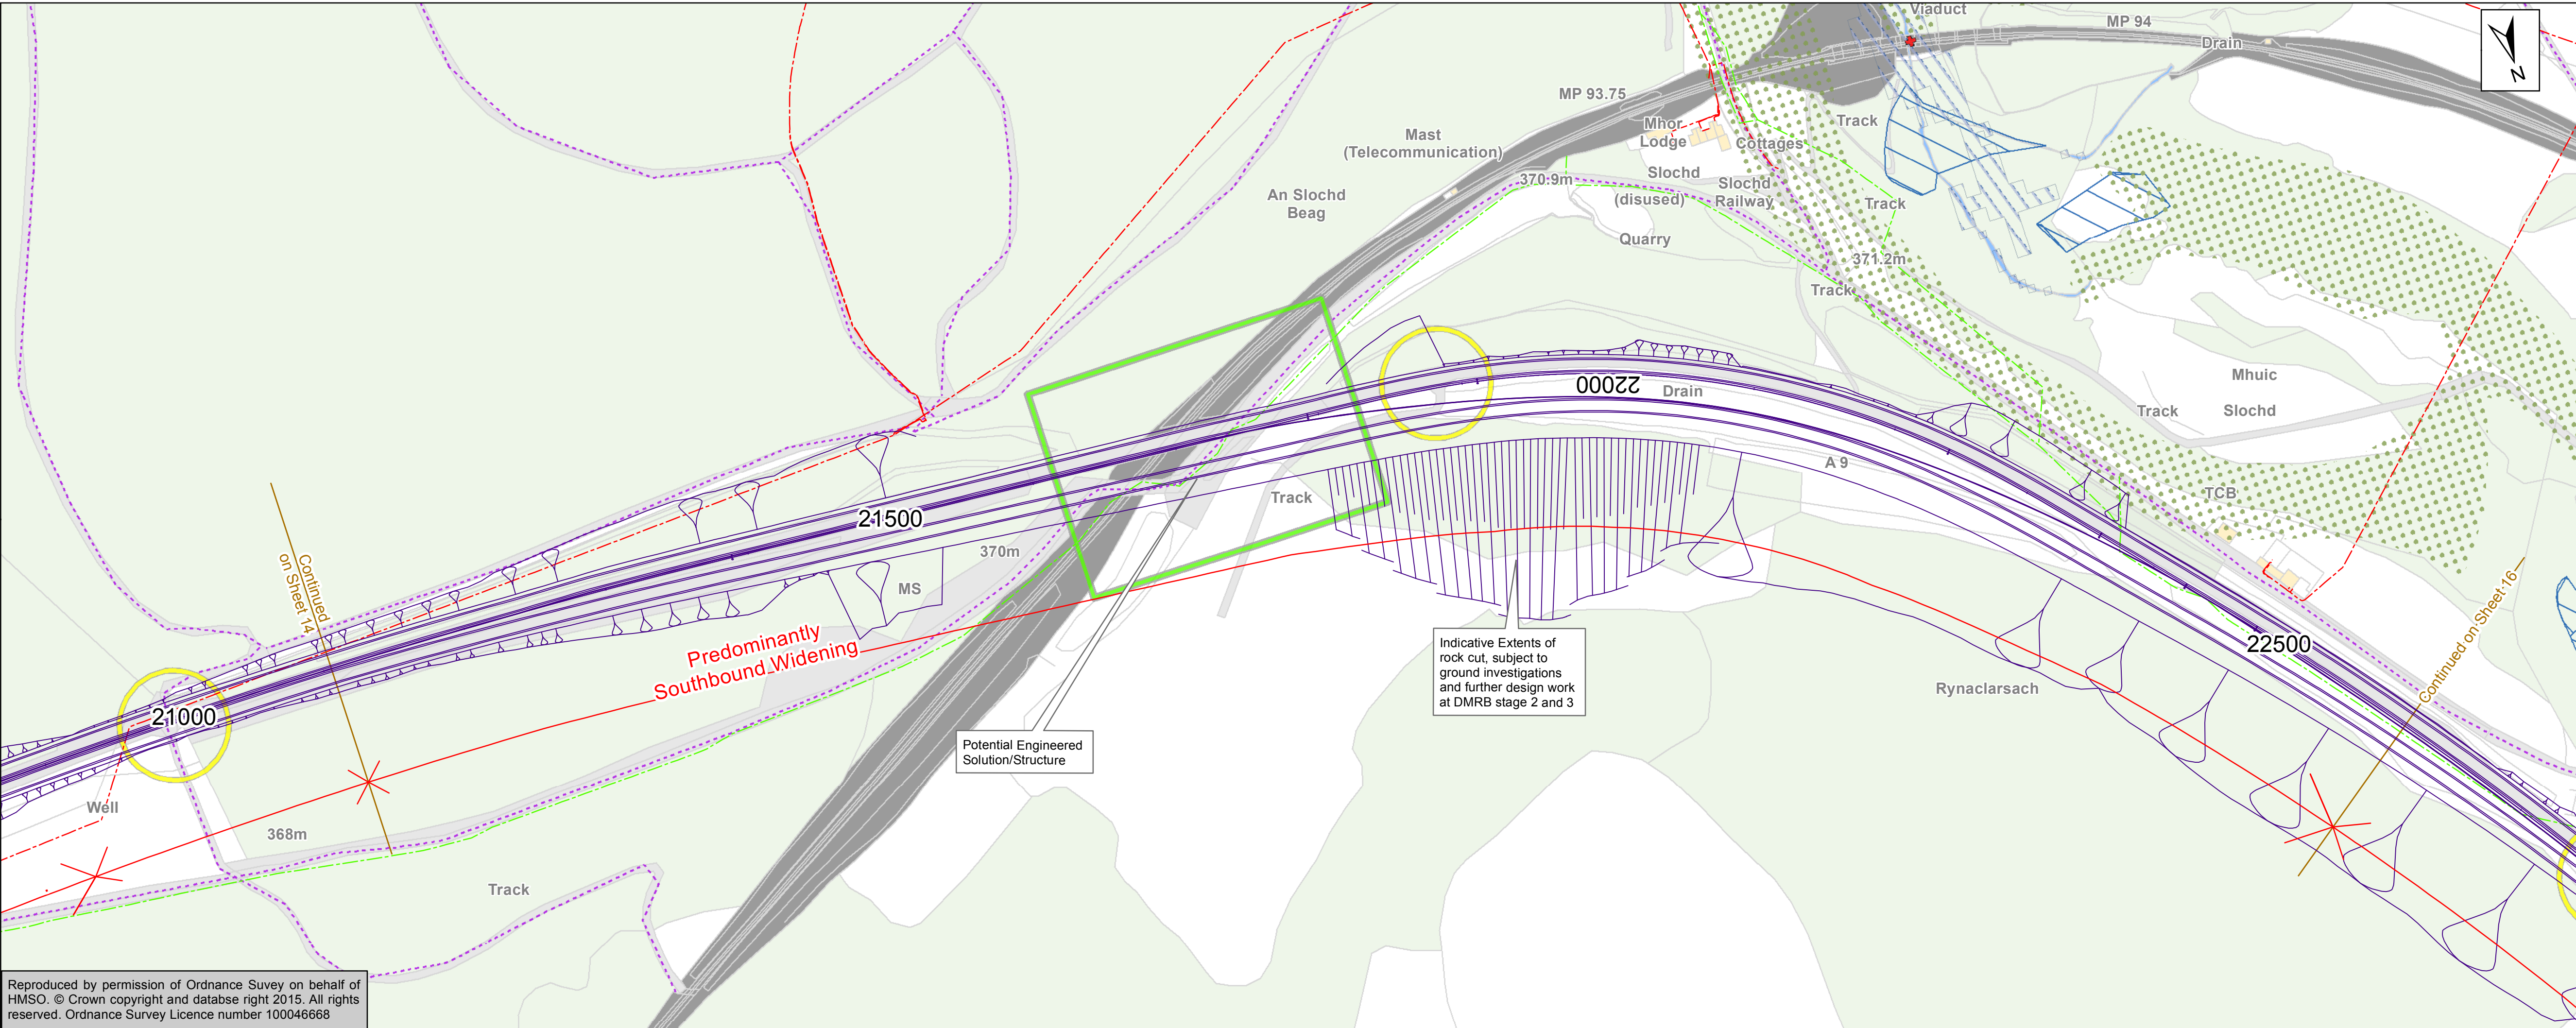 Viaduct
MP 94
Drain
N
MP 93.75
Mast
(Telecommunication)
Mhor
Lodge
Cottages
Track
370.9m
Slochd
(disused)
Slochd
Railway
Track
An Slochd
Beag
Quarry
371.2m
Track
22000
Drain
Mhuic
Track
Slochd
A 9
TCB
21500
Track
370m
MS
Continued
on Sheet 14
Predominantly
Southbound Widening
Indicative Extents of
rock cut, subject to
ground investigations
and further design work
at DMRB stage 2 and 3
22500
Continued on Sheet 16
Rynaclarsach
21000
Potential Engineered
Solution/Structure
Well
368m
Track
Reproduced by permission of Ordnance Suvey on behalf of
HMSO. © Crown copyright and databse right 2015. All rights
reserved. Ordnance Survey Licence number 100046668